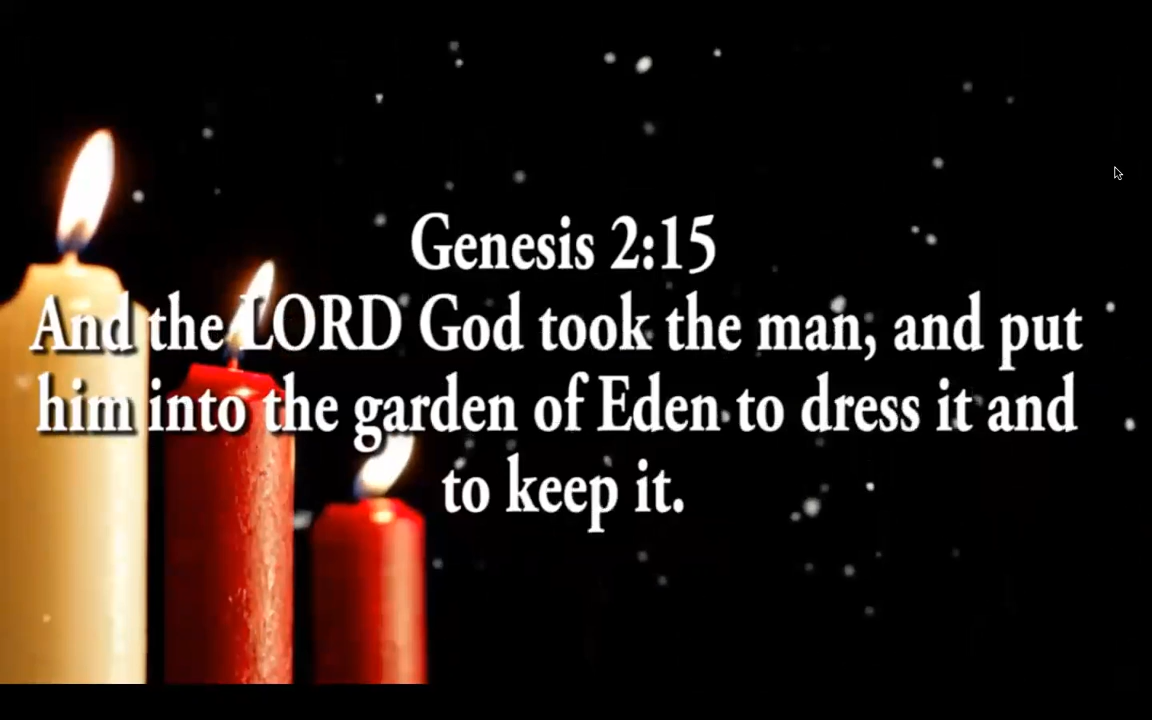 Genesis 2:15
And the LORD God took the man, and put
him into the garden of Eden to dress it and
to keep it.